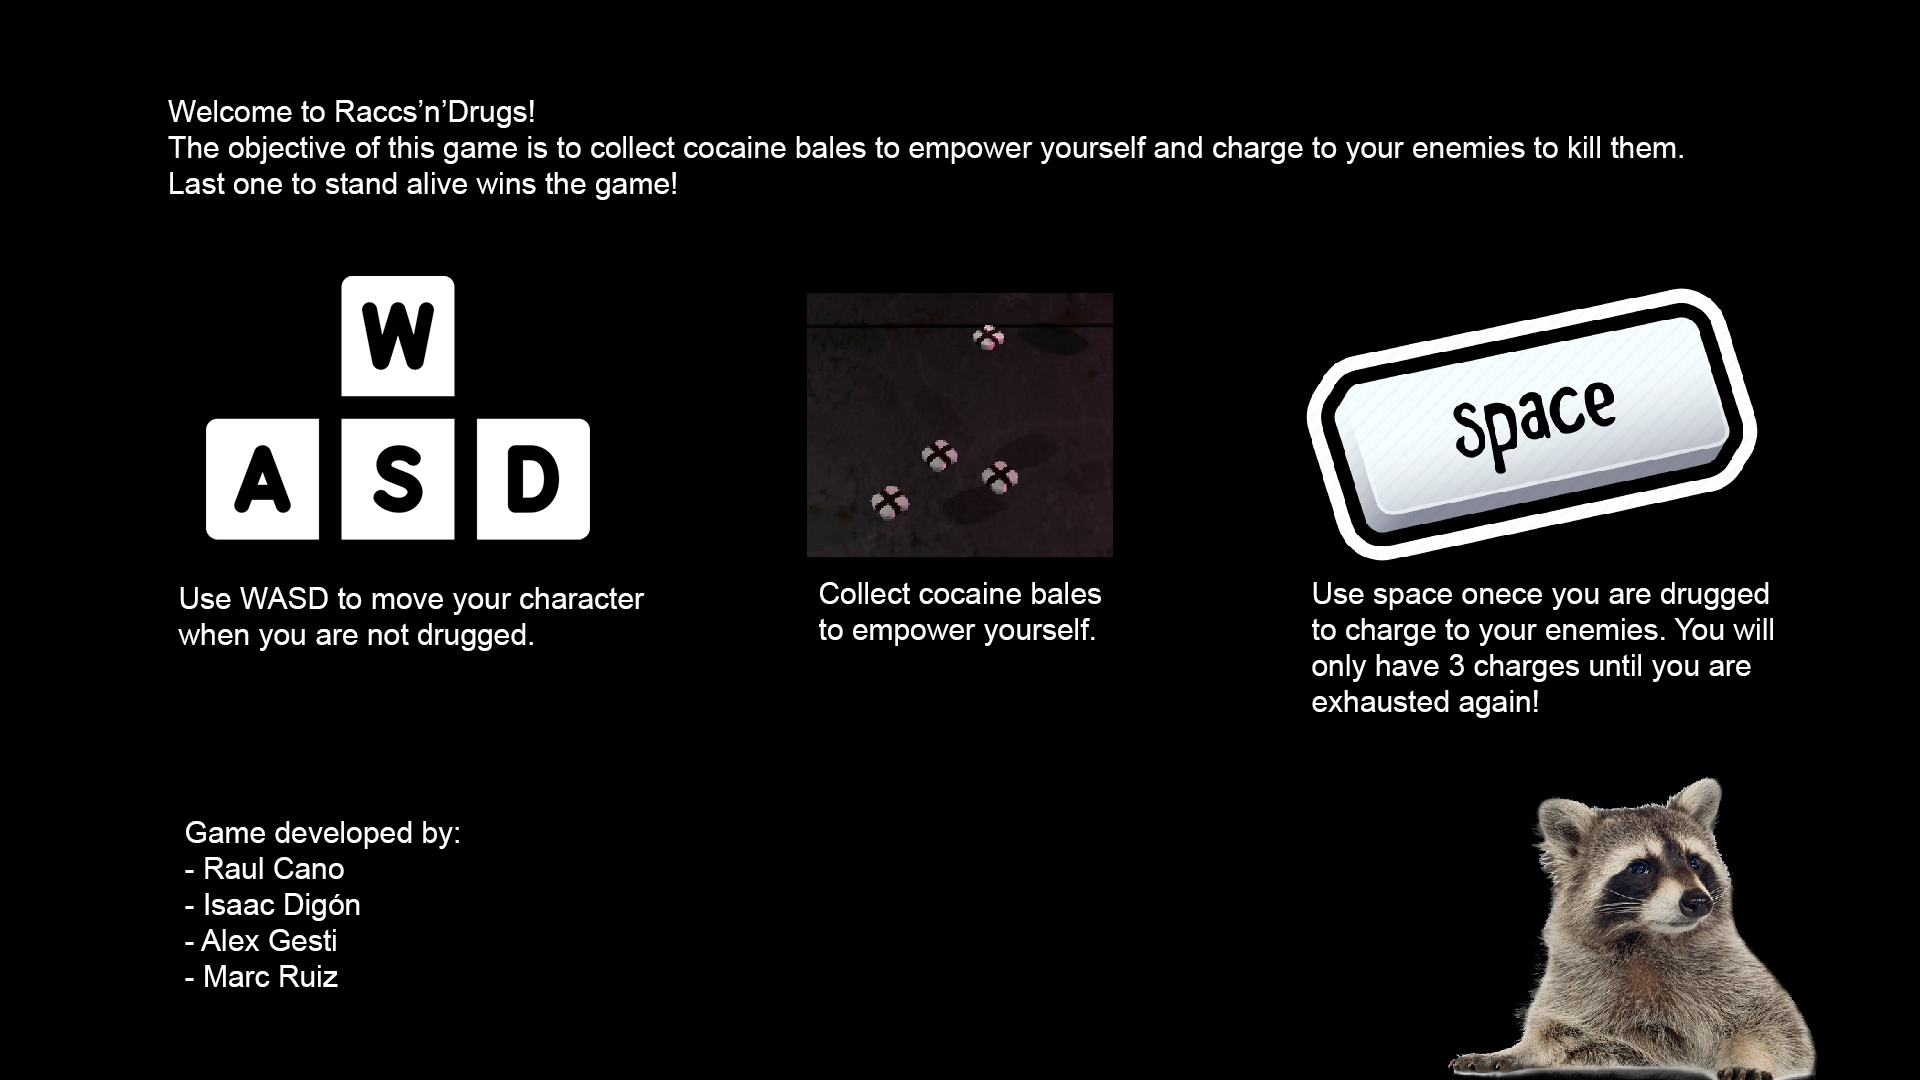 Welcome to Raccs’n’Drugs!
The objective of this game is to collect cocaine bales to empower yourself and charge to your enemies to kill them.
Last one to stand alive wins the game!
W
A S D
space
Use WASD to move your character
when you are not drugged.
Collect cocaine bales
to empower yourself.
Use space onece you are drugged
to charge to your enemies. You will
only have 3 charges until you are
exhausted again!
Game developed by:
- Raul Cano
- Isaac Digón
- Alex Gesti
- Marc Ruiz